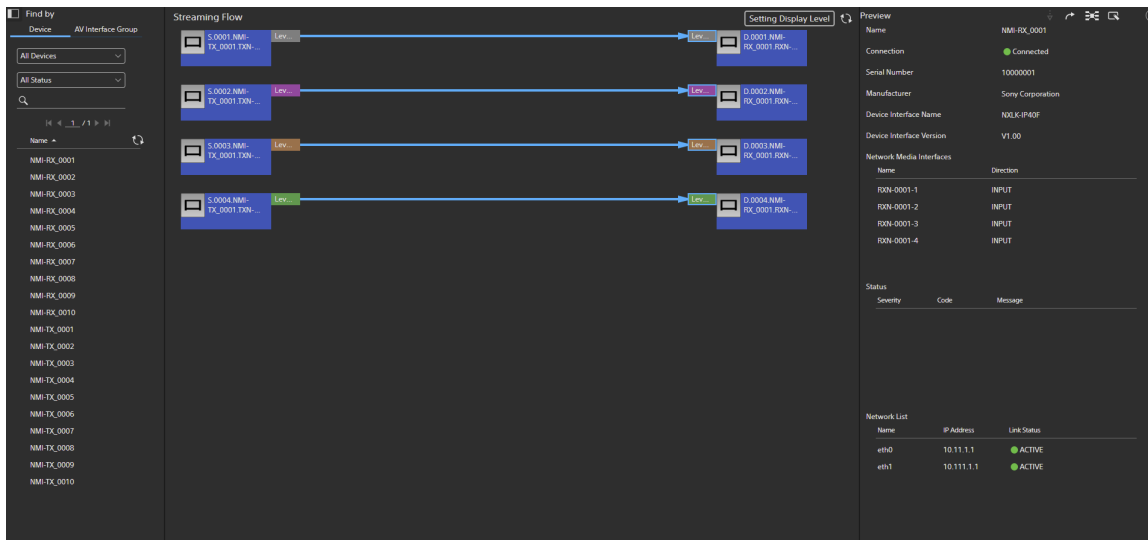 Find by
Device AV Interface Group
All Devices
All Status
1 / 1
Name
NMI-RX_0001
NMI-RX_0002
NMI-RX_0003
NMI-RX_0004
NMI-RX_0005
NMI-RX_0006
NMI-RX_0007
NMI-RX_0008
NMI-RX_0009
NMI-RX_0010
NMI-TX_0001
NMI-TX_0002
NMI-TX_0003
NMI-TX_0004
NMI-TX_0005
NMI-TX_0006
NMI-TX_0007
NMI-TX_0008
NMI-TX_0009
NMI-TX_0010
Streaming Flow
Setting Display Level
S.0001.NMI-
TX_0001.TXN-...
Lev...
Lev...
D.0001.NMI-
RX_0001.RXN-...
S.0002.NMI-
TX_0001.TXN-...
Lev...
Lev...
D.0002.NMI-
RX_0001.RXN-...
S.0003.NMI-
TX_0001.TXN-...
Lev...
Lev...
D.0003.NMI-
RX_0001.RXN-...
S.0004.NMI-
TX_0001.TXN-...
Lev...
Lev...
D.0004.NMI-
RX_0001.RXN-...
Preview
Name NMI-RX_0001
Connection Connected
Serial Number 10000001
Manufacturer Sony Corporation
Device Interface Name NXLK-IP40F
Device Interface Version V1.00
Network Media Interfaces
Name Direction
RXN-0001-1 INPUT
RXN-0001-2 INPUT
RXN-0001-3 INPUT
RXN-0001-4 INPUT
Status
Severity Code Message
Network List
Name IP Address Link Status
eth0 10.11.1.1 ACTIVE
eth1 10.111.1.1 ACTIVE